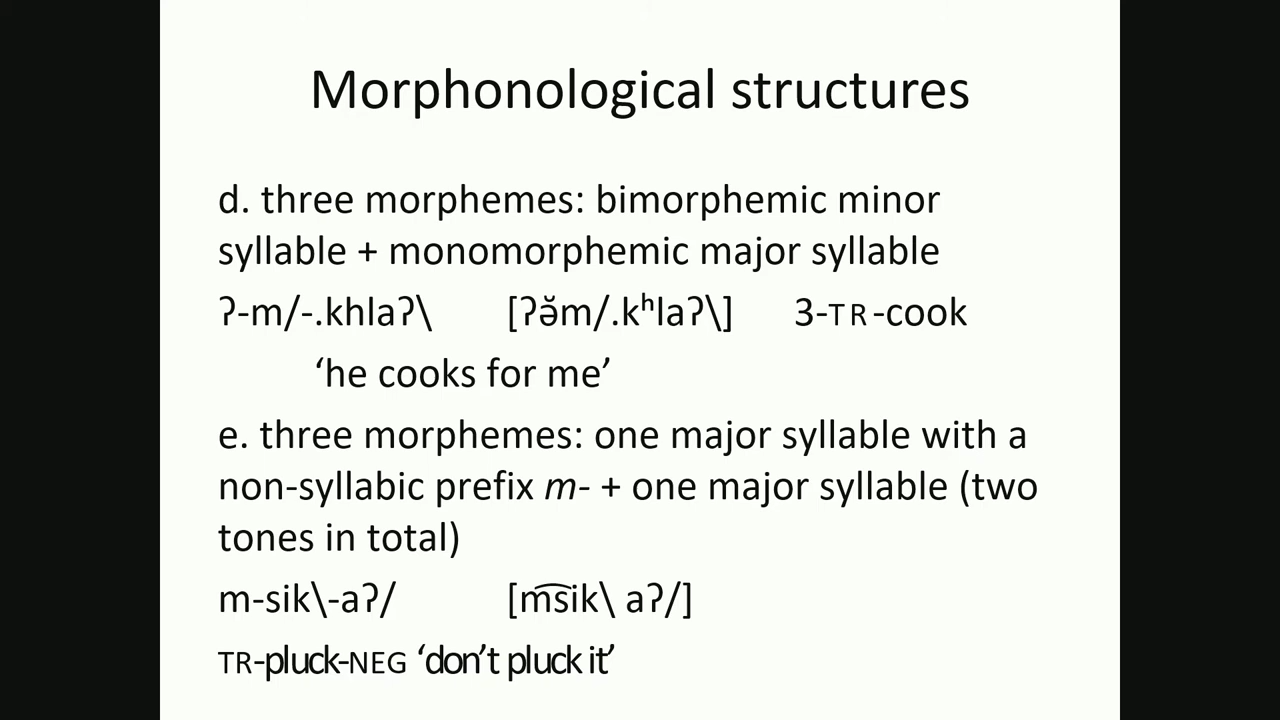 Morphonological structures
d. three morphemes: bimorphemic minor
syllable + monomorphemic major syllable
ʔ-m/-.khlaʔ\ [ʔə̆m/.kʰlaʔ\] 3-TR-cook
‘he cooks for me’
e. three morphemes: one major syllable with a
non-syllabic prefix m- + one major syllable (two
tones in total)
m-sik\-aʔ/ [m͡sik\ aʔ/]
TR-pluck-NEG ‘don’t pluck it’